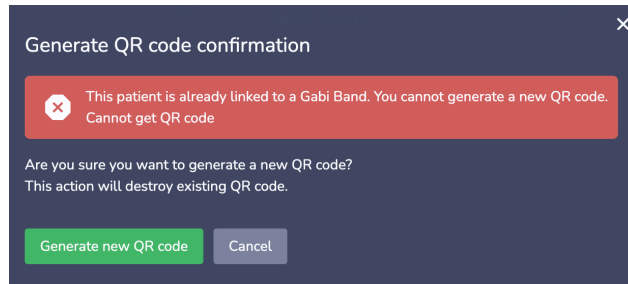 Generate QR code confirmation
This patient is already linked to a Gabi Band. You cannot generate a new QR code.
Cannot get QR code
Are you sure you want to generate a new QR code?
This action will destroy existing QR code.
Generate new QR code
Cancel